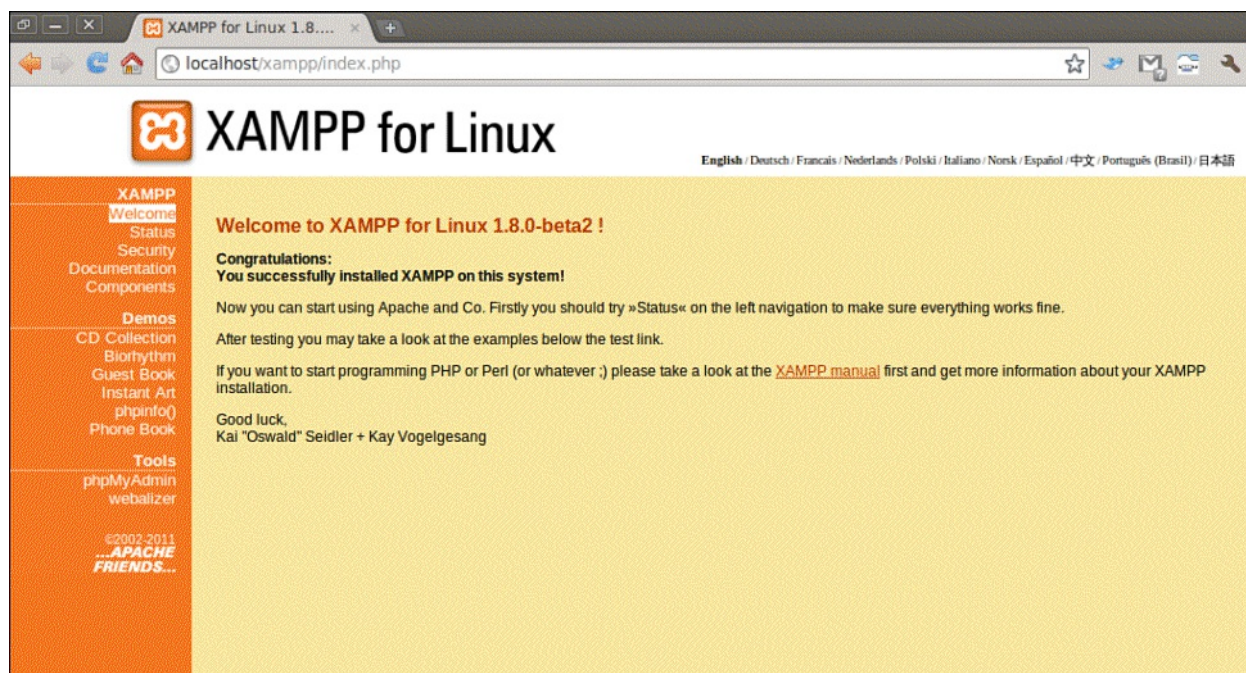 XAMPP for Linux 1.8....
localhost/xampp/index.php
XAMPP for Linux
English / Deutsch / Francais / Nederlands / Polski / Italiano / Norsk / Español / 中文 / Português (Brasil) / 日本語
XAMPP
Welcome
Status
Security
Documentation
Components
Demos
CD Collection
Biorhythm
Guest Book
Instant Art
phpinfo()
Phone Book
Tools
phpMyAdmin
webalizer
©2002-2011
...APACHE
FRIENDS...
Welcome to XAMPP for Linux 1.8.0-beta2 !
Congratulations:
You successfully installed XAMPP on this system!
Now you can start using Apache and Co. Firstly you should try »Status« on the left navigation to make sure everything works fine.
After testing you may take a look at the examples below the test link.
If you want to start programming PHP or Perl (or whatever ;) please take a look at the XAMPP manual first and get more information about your XAMPP
installation.
Good luck,
Kai "Oswald" Seidler + Kay Vogelgesang